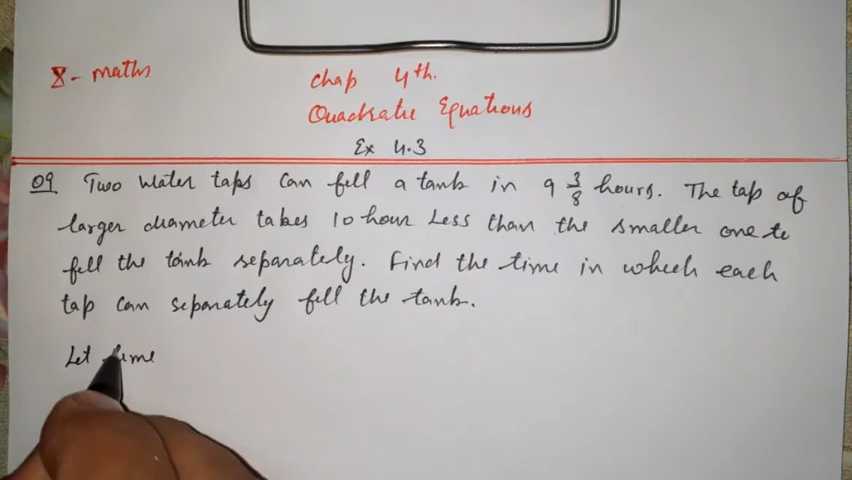 X - maths
Chap 4th.
Quadratic Equations
Ex 4.3
09 Two Water taps Can fill a tank in 9 3/8 hours. The tap of
larger diameter takes 10 hour Less than the smaller one to
fill the tank separately. Find the time in which each
tap can separately fill the tank.
Let time